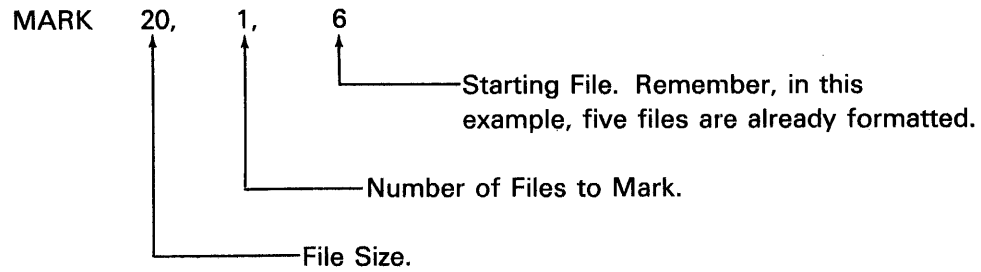 MARK 20, 1, 6
Starting File. Remember, in this
example, five files are already formatted.
Number of Files to Mark.
File Size.